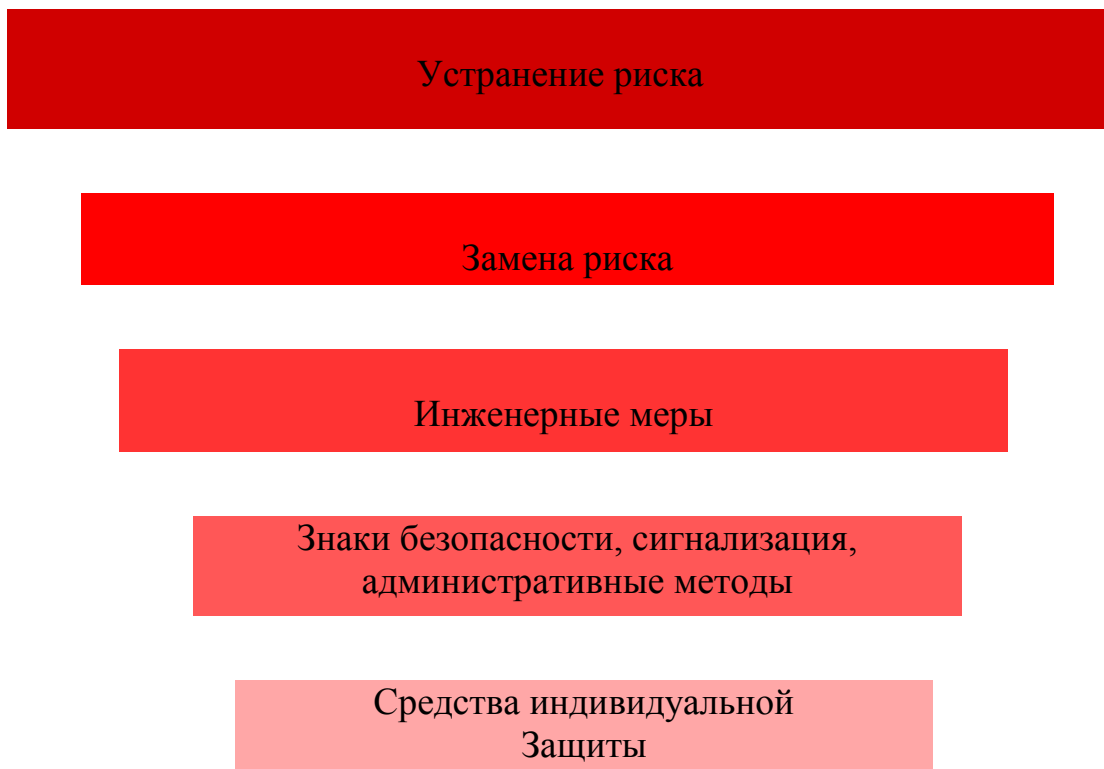 Устранение риска
Замена риска
Инженерные меры
Знаки безопасности, сигнализация,
административные методы
Средства индивидуальной
Защиты